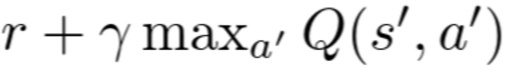 r + γ max_{a'} Q(s', a')